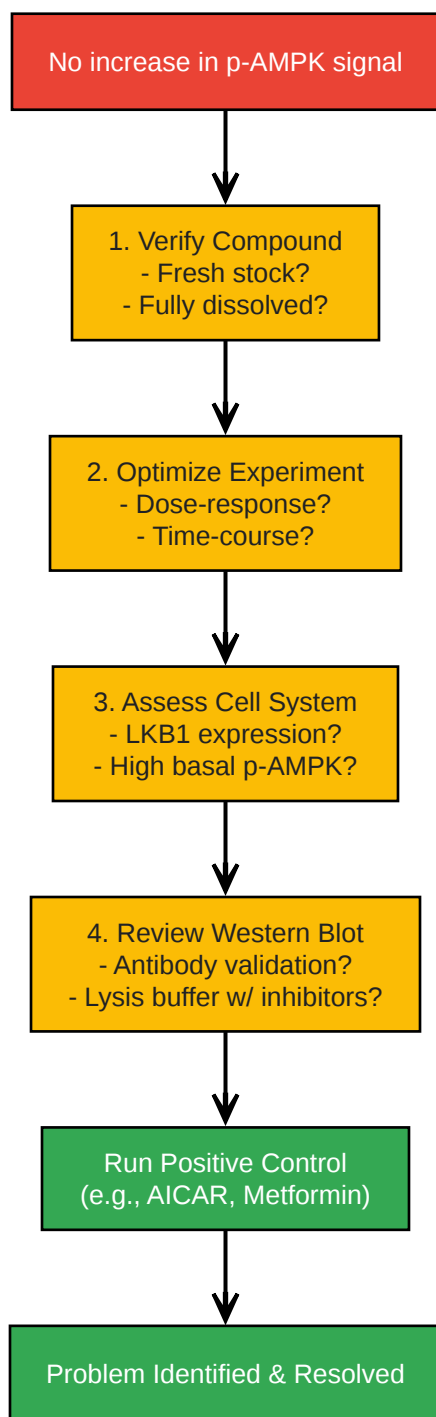 No increase in p-AMPK signal
1. Verify Compound
- Fresh stock?
- Fully dissolved?
2. Optimize Experiment
- Dose-response?
- Time-course?
3. Assess Cell System
- LKB1 expression?
- High basal p-AMPK?
4. Review Western Blot
- Antibody validation?
- Lysis buffer w/ inhibitors?
Run Positive Control
(e.g., AICAR, Metformin)
Problem Identified & Resolved